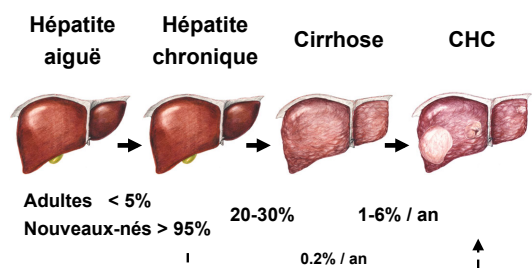 Hépatite aiguë
Hépatite chronique
Cirrhose
CHC
Adultes < 5%
Nouveaux-nés > 95%
20-30%
1-6% / an
0.2% / an